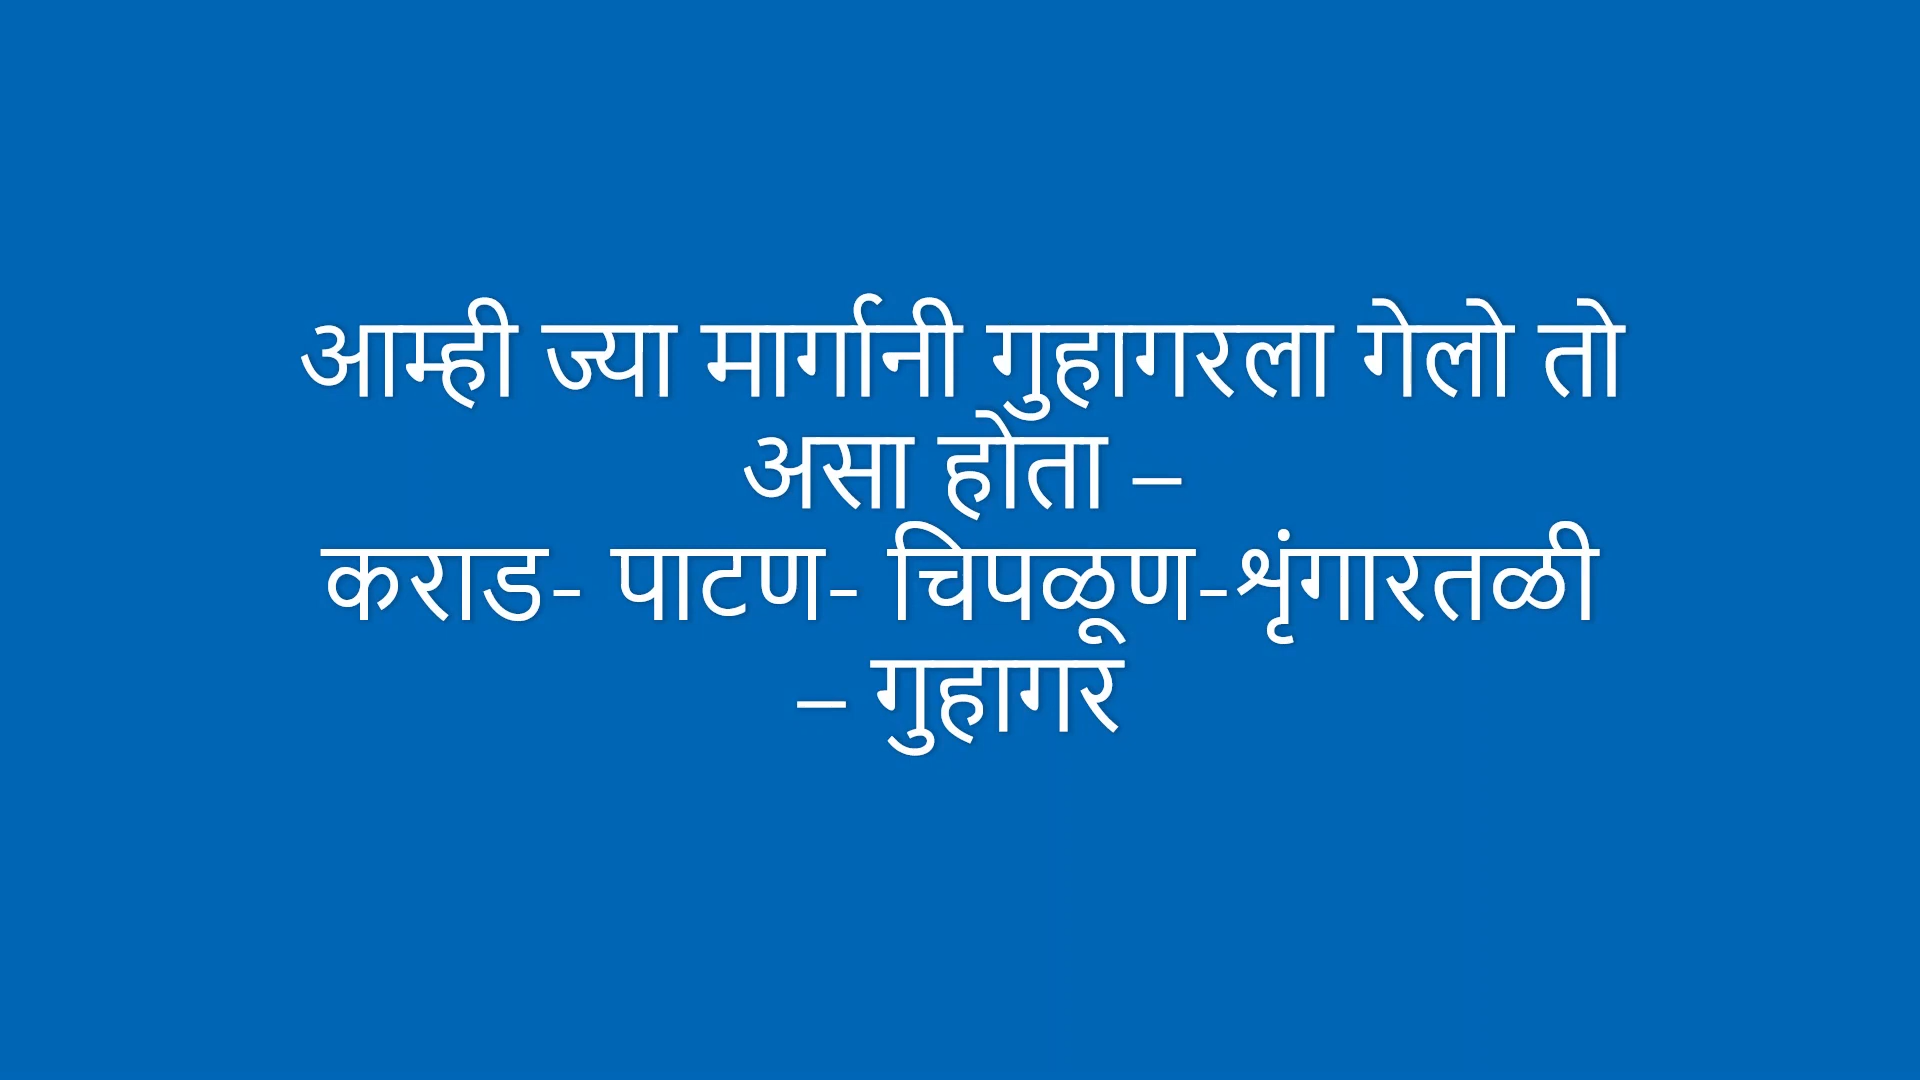 आम्ही ज्या मार्गानी गुहागरला गेलो तो
असा होता –
कराड- पाटण- चिपळूण-शृंगारतळी
– गुहागर